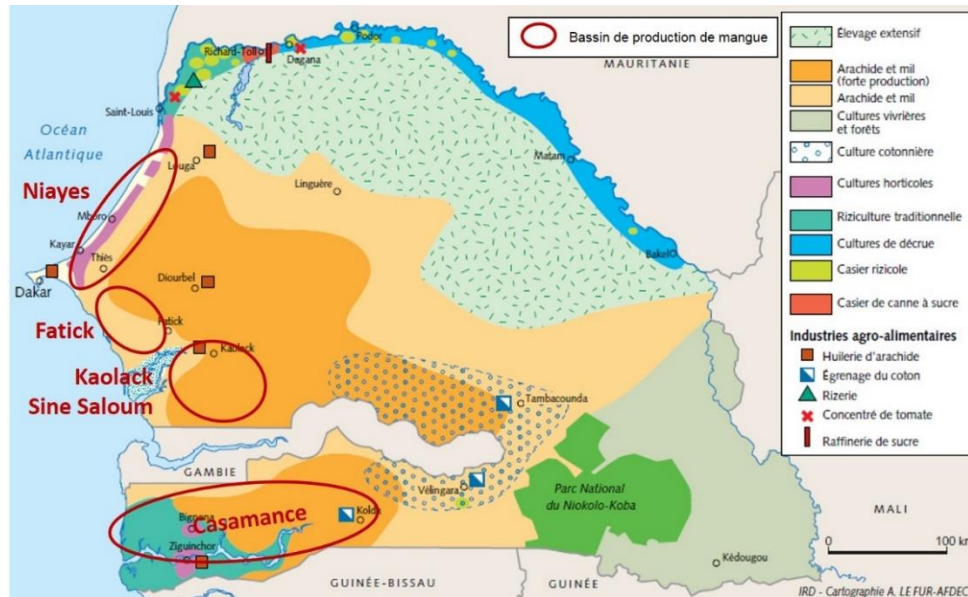 Bassin de production de mangue
MAURITANIE
Océan
Atlantique
Richard-Toll
Podor
Dagana
Saint-Louis
Louga
Linguère
Matam
Niayes
Mboro
Kayar
Thiès
Dakar
Diourbel
Bakel
Fatick
Fatick
Kaolack
Kaolack
Sine Saloum
Tambacounda
GAMBIE
Vélingara
Parc National
du Niokolo-Koba
Bignona
Casamance
Kolda
Ziguinchor
Kédougou
MALI
GUINÉE-BISSAU
GUINÉE
Élevage extensif
Arachide et mil
(forte production)
Arachide et mil
Cultures vivrières
et forêts
Culture cotonnière
Cultures horticoles
Riziculture traditionnelle
Cultures de décrue
Casier rizicole
Casier de canne à sucre
Industries agro-alimentaires
Huilerie d'arachide
Égrenage du coton
Rizerie
Concentré de tomate
Raffinerie de sucre
0 100 km
IRD - Cartographie A. LE FUR-AFDEC